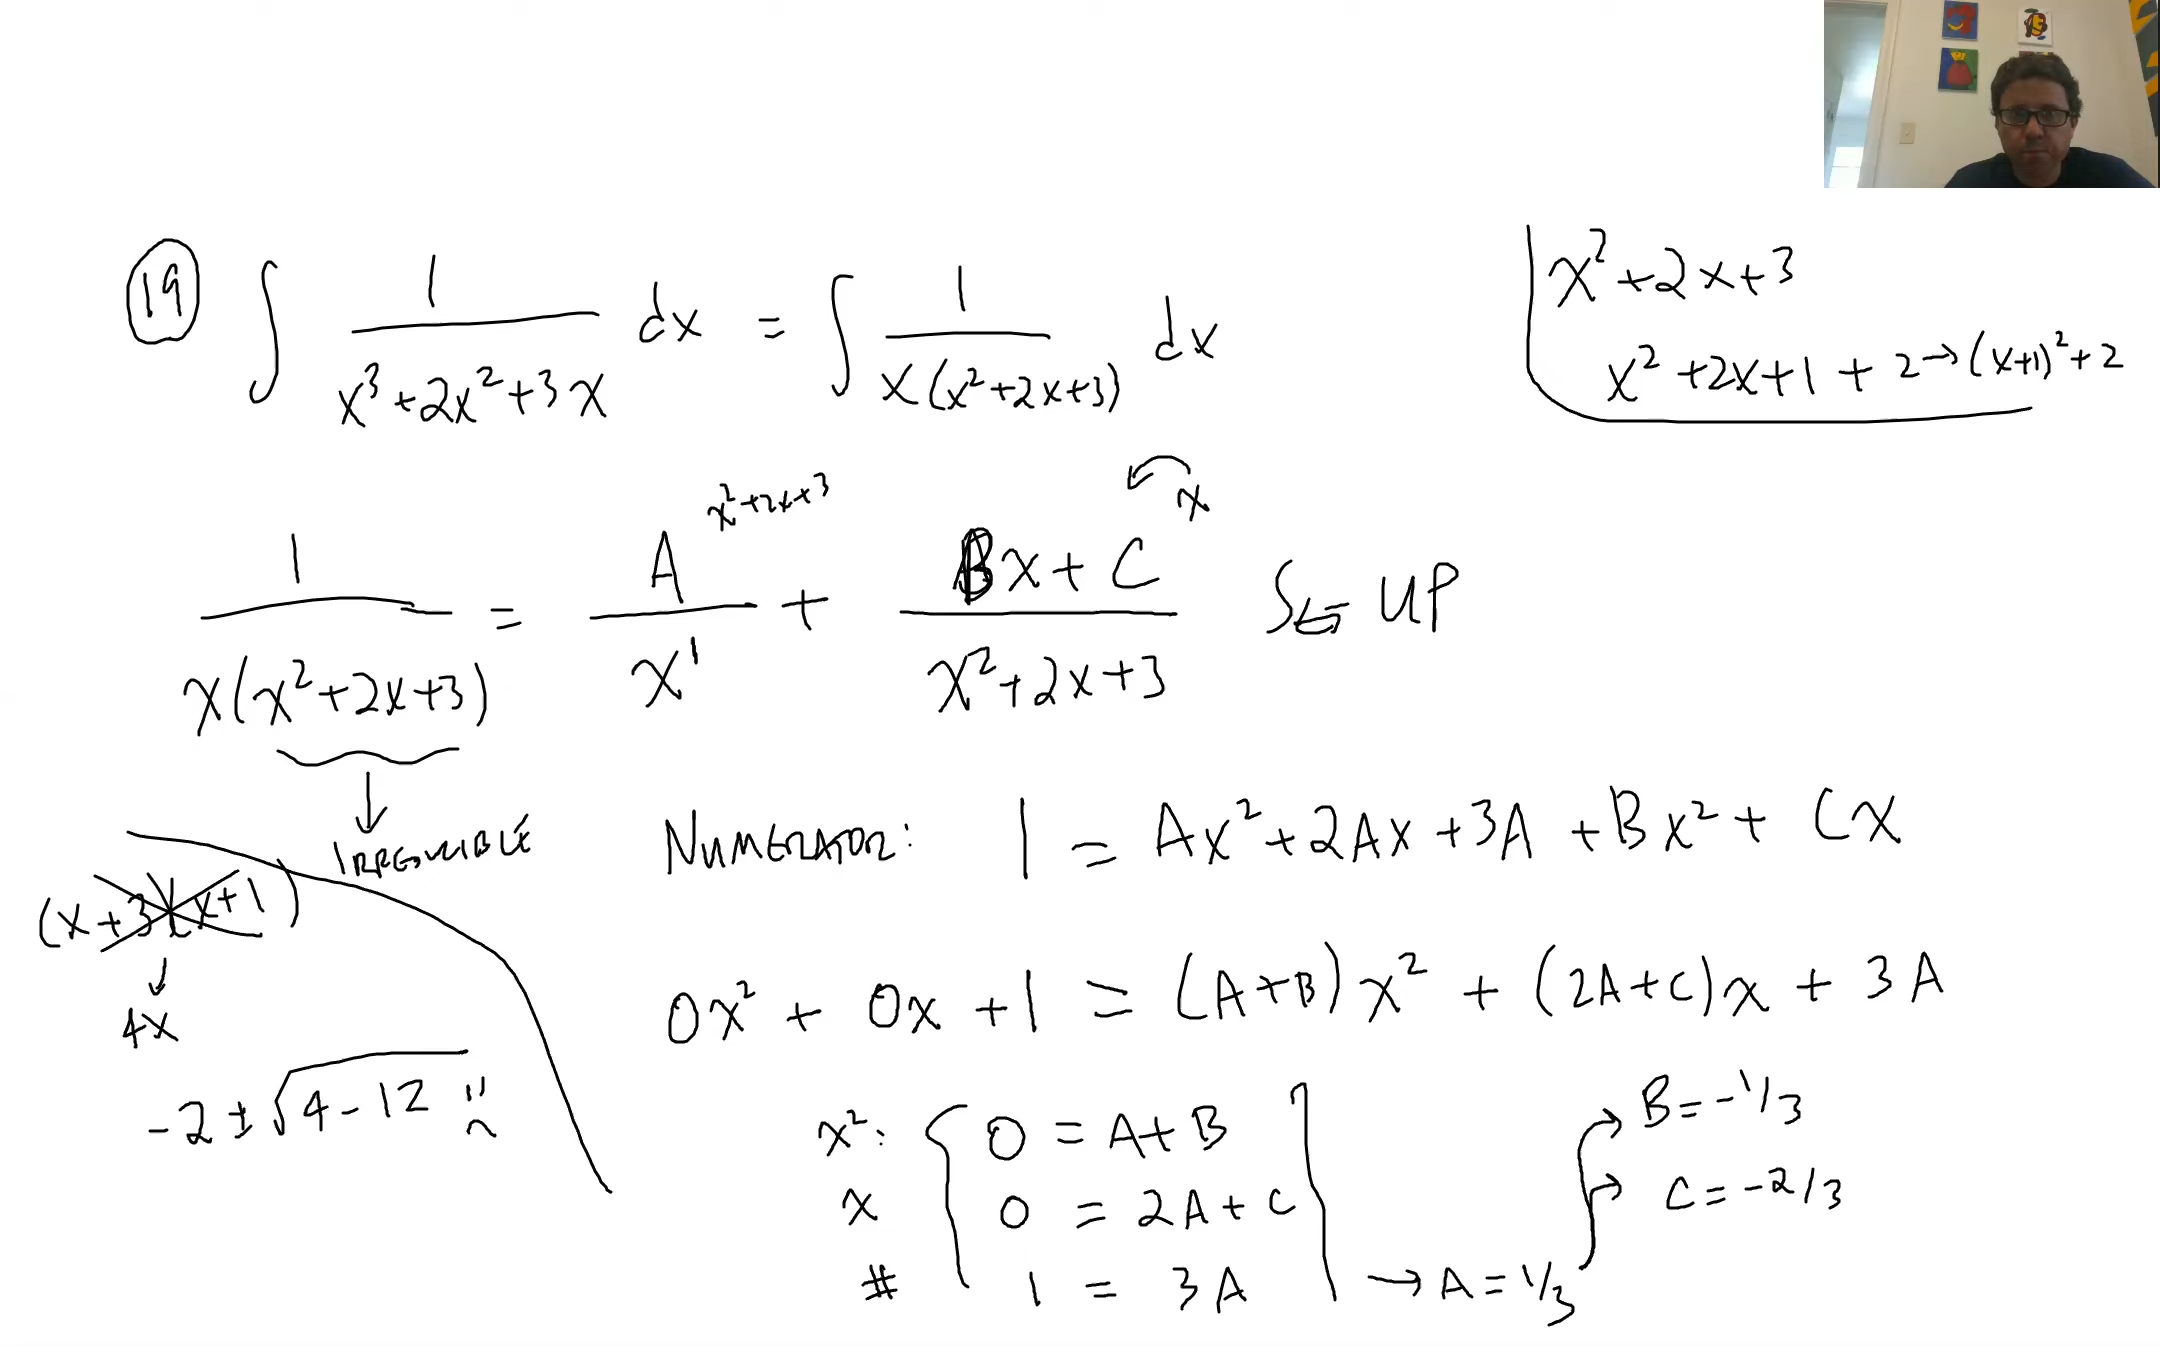 19 ∫ 1/(x³+2x²+3x) dx = ∫ 1/(x(x²+2x+3)) dx
x²+2x+3
x²+2x+1+2→(x+1)²+2
x²+2x+3
x
1/(x(x²+2x+3)) = A/x¹ + (Bx+C)/(x²+2x+3) Set UP
IRREDUCIBLE
NUMERATOR: 1 = Ax²+2Ax+3A+Bx²+Cx
(x+3)(x+1)
4x
0x² + 0x + 1 = (A+B)x² + (2A+C)x + 3A
-2±√4-12
x²: 0 = A+B
x 0 = 2A+C
# 1 = 3A → A=1/3
B=-1/3
C=-2/3